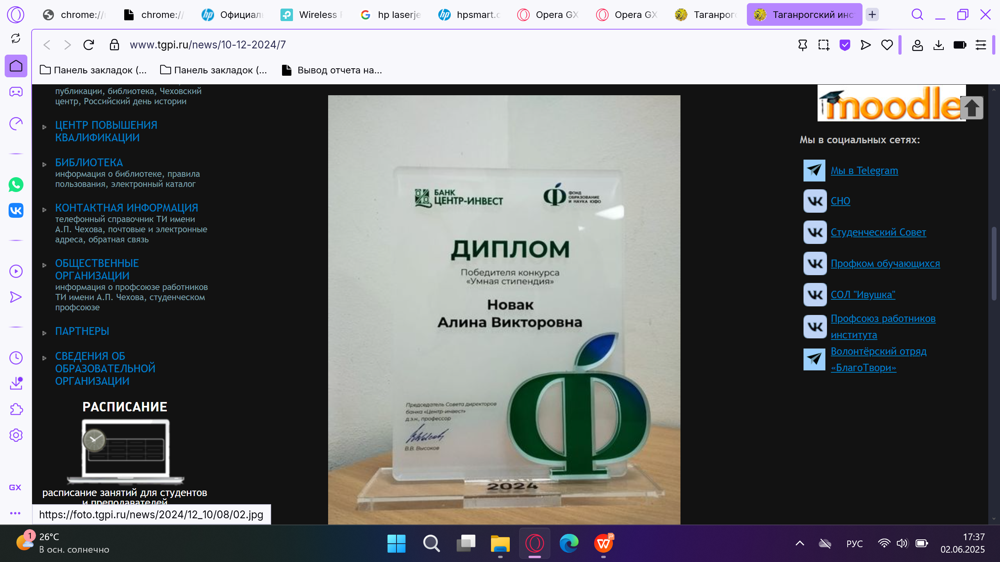 chrome://
chrome://
Официал
Wireless
hp laserje
hpsmart.c
Opera GX
Opera GX
Таганрог
Таганрогский инс
www.tgpi.ru/news/10-12-2024/7
Панель закладок (...
Панель закладок (...
Вывод отчета на...
публикации, библиотека, Чеховский
центр, Российский день истории
ЦЕНТР ПОВЫШЕНИЯ
КВАЛИФИКАЦИИ
БИБЛИОТЕКА
информация о библиотеке, правила
пользования, электронный каталог
КОНТАКТНАЯ ИНФОРМАЦИЯ
телефонный справочник ТИ имени
А.П. Чехова, почтовые и электронные
адреса, обратная связь
ОБЩЕСТВЕННЫЕ
ОРГАНИЗАЦИИ
информация о профсоюзе работников
ТИ имени А.П. Чехова, студенческом
профсоюзе
ПАРТНЕРЫ
СВЕДЕНИЯ ОБ
ОБРАЗОВАТЕЛЬНОЙ
ОРГАНИЗАЦИИ
РАСПИСАНИЕ
расписание занятий для студентов
и преподавателей
https://foto.tgpi.ru/news/2024/12_10/08/02.jpg
БАНК
ЦЕНТР-ИНВЕСТ
ФОНД
ОБРАЗОВАНИЕ
И НАУКА ЮФО
ДИПЛОМ
Победителя конкурса
«Умная стипендия»
Новак
Алина Викторовна
Председатель Совета директоров
банка «Центр-инвест»
д.э.н., профессор
В.В. Высоков
2024
moodle
Мы в социальных сетях:
Мы в Telegram
СНО
Студенческий Совет
Профком обучающихся
СОЛ "Ивушка"
Профсоюз работников
института
Волонтёрский отряд
«БлагоТвори»
GX
1
26°C
В осн. солнечно
РУС
17:37
02.06.2025